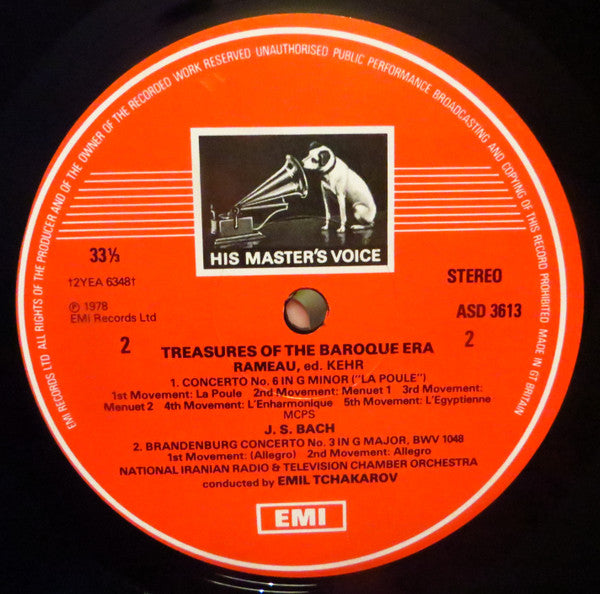 EMI RECORDS LTD ALL RIGHTS OF THE PRODUCER AND OF THE OWNER OF THE RECORDED WORK RESERVED UNAUTHORISED PUBLIC PERFORMANCE BROADCASTING AND COPYING OF THIS RECORD PROHIBITED MADE IN GT BRITAIN
HIS MASTER'S VOICE
33⅓
STEREO
†2YEA 6348†
℗ 1978
EMI Records Ltd
ASD 3613
2
2
TREASURES OF THE BAROQUE ERA
RAMEAU, ed. KEHR
1. CONCERTO No. 6 IN G MINOR ("LA POULE")
1st Movement: La Poule 2nd Movement: Menuet 1 3rd Movement:
Menuet 2 4th Movement: L'Enharmonique 5th Movement: L'Egyptienne
MCPS
J. S. BACH
2. BRANDENBURG CONCERTO No. 3 IN G MAJOR, BWV 1048
1st Movement: (Allegro) 2nd Movement: Allegro
NATIONAL IRANIAN RADIO & TELEVISION CHAMBER ORCHESTRA
conducted by EMIL TCHAKAROV
EMI